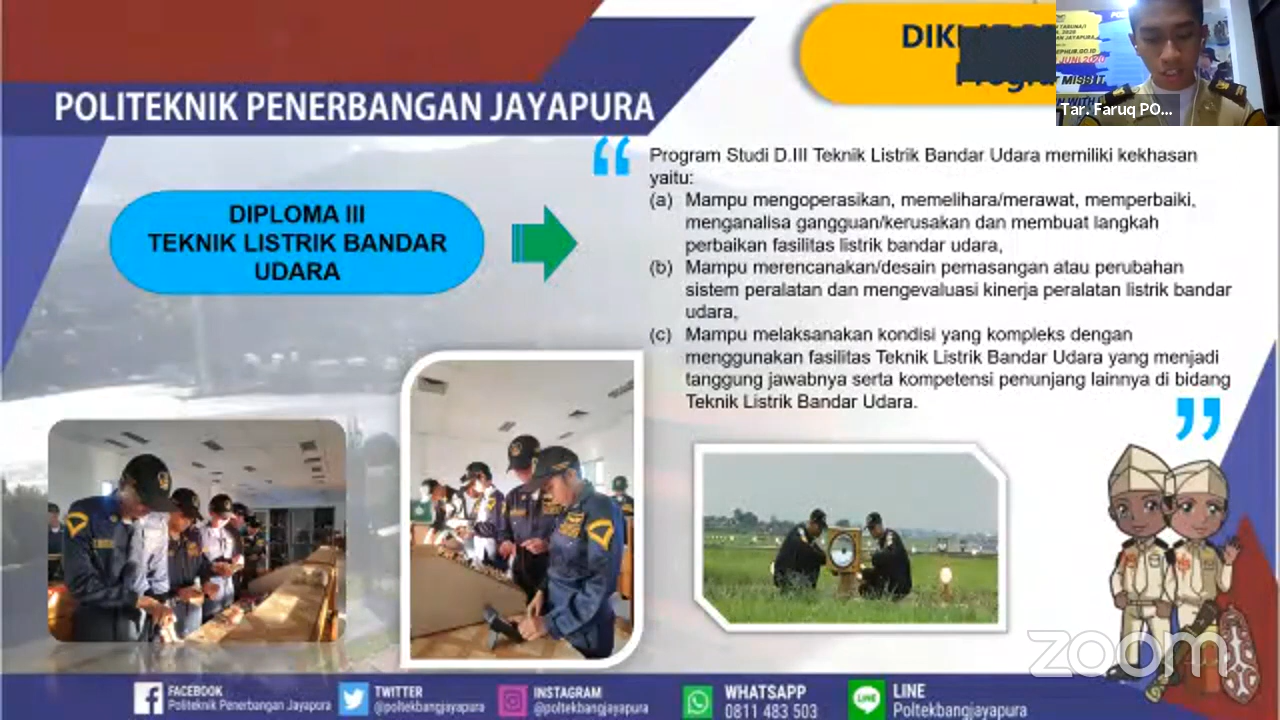 POLITEKNIK PENERBANGAN JAYAPURA
Tar. Faruq PO...
DIPLOMA III
TEKNIK LISTRIK BANDAR
UDARA
Program Studi D.III Teknik Listrik Bandar Udara memiliki kekhasan
yaitu:
(a) Mampu mengoperasikan, memelihara/merawat, memperbaiki,
menganalisa gangguan/kerusakan dan membuat langkah
perbaikan fasilitas listrik bandar udara,
(b) Mampu merencanakan/desain pemasangan atau perubahan
sistem peralatan dan mengevaluasi kinerja peralatan listrik bandar
udara,
(c) Mampu melaksanakan kondisi yang kompleks dengan
menggunakan fasilitas Teknik Listrik Bandar Udara yang menjadi
tanggung jawabnya serta kompetensi penunjang lainnya di bidang
Teknik Listrik Bandar Udara.
zoom
FACEBOOK
Politeknik Penerbangan Jayapura
TWITTER
@poltekbangjayapura
INSTAGRAM
@poltekbangjayapura
WHATSAPP
0811 483 503
LINE
Poltekbangjayapura